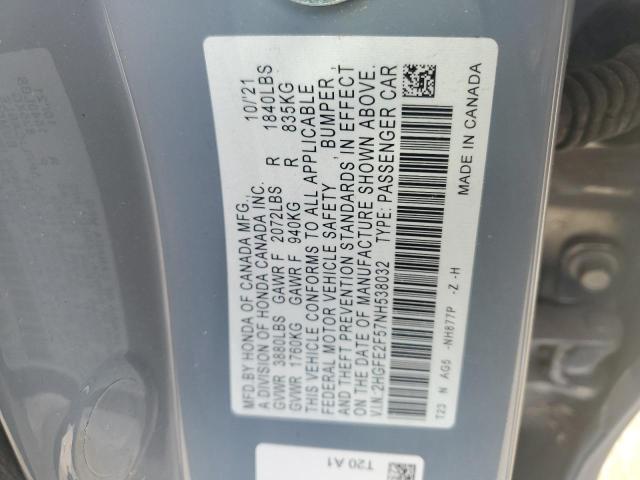 MFD.BY HONDA OF CANADA MFG., 10/'21
A DIVISION OF HONDA CANADA INC.
GVWR 3880LBS GAWR F 2072LBS R 1840LBS
GVWR 1760KG GAWR F 940KG R 835KG
THIS VEHICLE CONFORMS TO ALL APPLICABLE
FEDERAL MOTOR VEHICLE SAFETY, BUMPER,
AND THEFT PREVENTION STANDARDS IN EFFECT
ON THE DATE OF MANUFACTURE SHOWN ABOVE.
V.I.N.:2HGFE2F57NH538032 TYPE: PASSENGER CAR
T23 N AG5 -NH877P -Z -H MADE IN CANADA
T20 A1